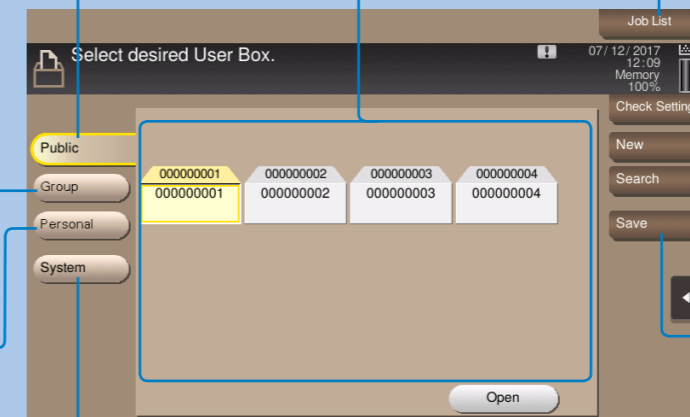 Job List
Select desired User Box.
07/12/2017
12:09
Memory
100%
Check Setting
Public
New
Group
Search
Personal
Save
System
000000001 000000002 000000003 000000004
000000001 000000002 000000003 000000004
Open